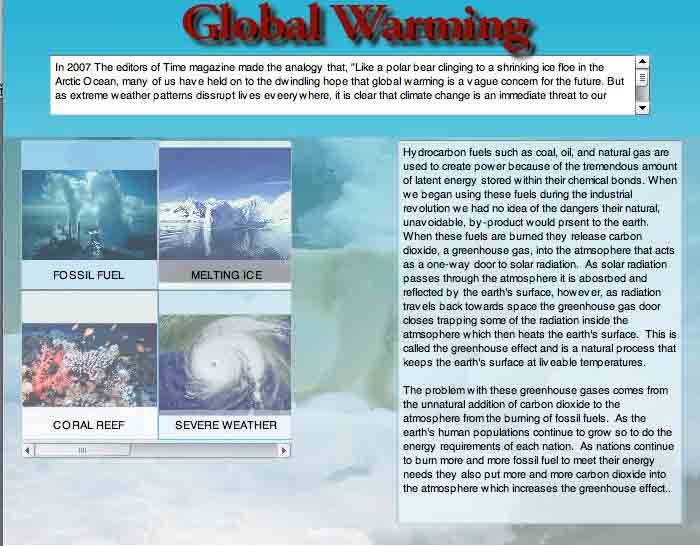 Global Warming
In 2007 The editors of Time magazine made the analogy that, "Like a polar bear clinging to a shrinking ice floe in the
Arctic Ocean, many of us have held on to the dwindling hope that global warming is a vague concern for the future. But
as extreme weather patterns dissrupt lives eveerywhere, it is clear that climate change is an immediate threat to our
FOSSIL FUEL
MELTING ICE
CORAL REEF
SEVERE WEATHER
Hydrocarbon fuels such as coal, oil, and natural gas are
used to create power because of the tremendous amount
of latent energy stored within their chemical bonds. When
we began using these fuels during the industrial
revolution we had no idea of the dangers their natural,
unavoidable, by-product would prsent to the earth.
When these fuels are burned they release carbon
dioxide, a greenhouse gas, into the atmsophere that acts
as a one-way door to solar radiation. As solar radiation
passes through the atmosphere it is abosrbed and
reflected by the earth's surface, however, as radiation
travels back towards space the greenhouse gas door
closes trapping some of the radiation inside the
atmsophere which then heats the earth's surface. This is
called the greenhouse effect and is a natural process that
keeps the earth's surface at liveable temperatures.
The problem with these greenhouse gases comes from
the unnatural addition of carbon dioxide to the
atmosphere from the burning of fossil fuels. As the
earth's human populations continue to grow so to do the
energy requirements of each nation. As nations continue
to burn more and more fossil fuel to meet their energy
needs they also put more and more carbon dioxide into
the atmosphere which increases the greenhouse effect..